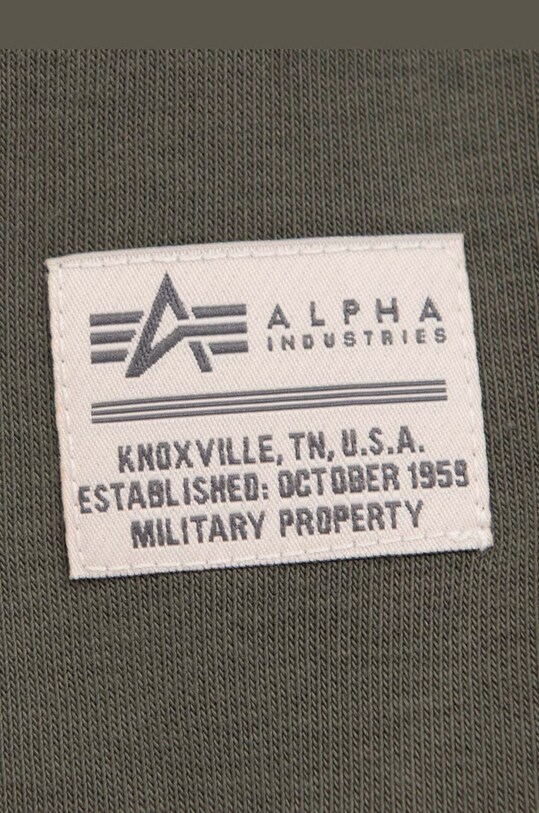 ALPHA
INDUSTRIES
KNOXVILLE, TN, U.S.A.
ESTABLISHED: OCTOBER 1959
MILITARY PROPERTY